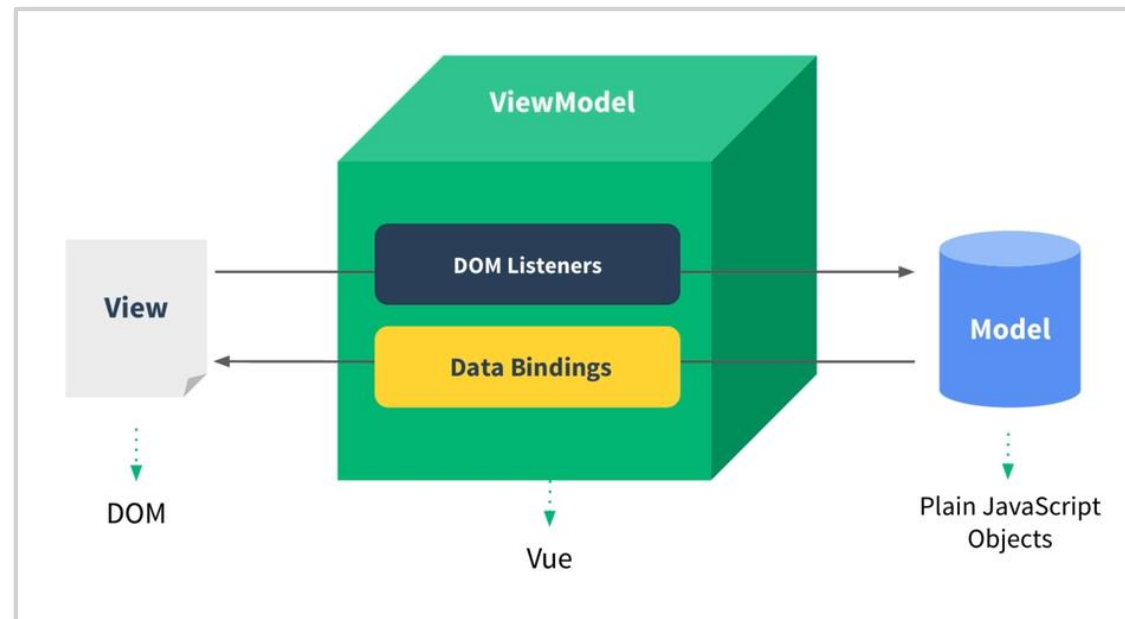 ViewModel
DOM Listeners
View
Model
Data Bindings
DOM
Vue
Plain JavaScript
Objects